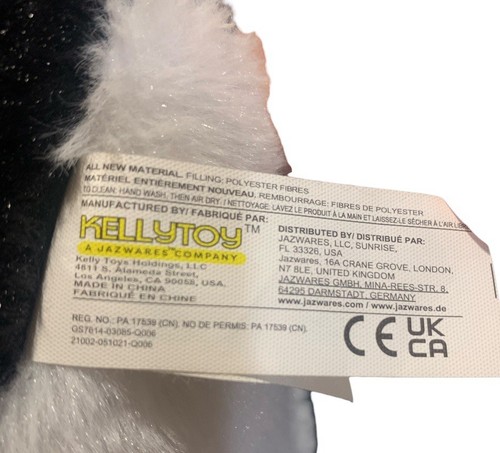 ALL NEW MATERIAL. FILLING: POLYESTER FIBRES
MATÉRIEL ENTIÈREMENT NOUVEAU, REMBOURRAGE: FIBRES DE POLYESTER
TO CLEAN: HAND WASH, THEN AIR DRY. / NETTOYAGE: LAVEZ LE PRODUIT À LA MAIN ET LAISSEZ-LE SÉCHER À L'AIR
MANUFACTURED BY/ FABRIQUÉ PAR:
KELLYTOY™
A JAZWARES COMPANY
Kelly Toys Holdings, LLC
4811 S. Alameda Street,
Los Angeles, CA 90058, USA.
MADE IN CHINA
FABRIQUÉ EN CHINE
DISTRIBUTED BY/ DISTRIBUÉ PAR:
JAZWARES, LLC, SUNRISE,
FL 33326, USA
Jazwares, 16A CRANE GROVE, LONDON,
N7 8LE, UNITED KINGDOM
JAZWARES GMBH, MINA-REES-STR. 8,
64295 DARMSTADT, GERMANY
www.jazwares.com / www.jazwares.de
REG. NO.: PA 17539 (CN). NO DE PERMIS: PA 17539 (CN).
GS7614-03085-Q006
21002-051021-Q006
CE UK
CA